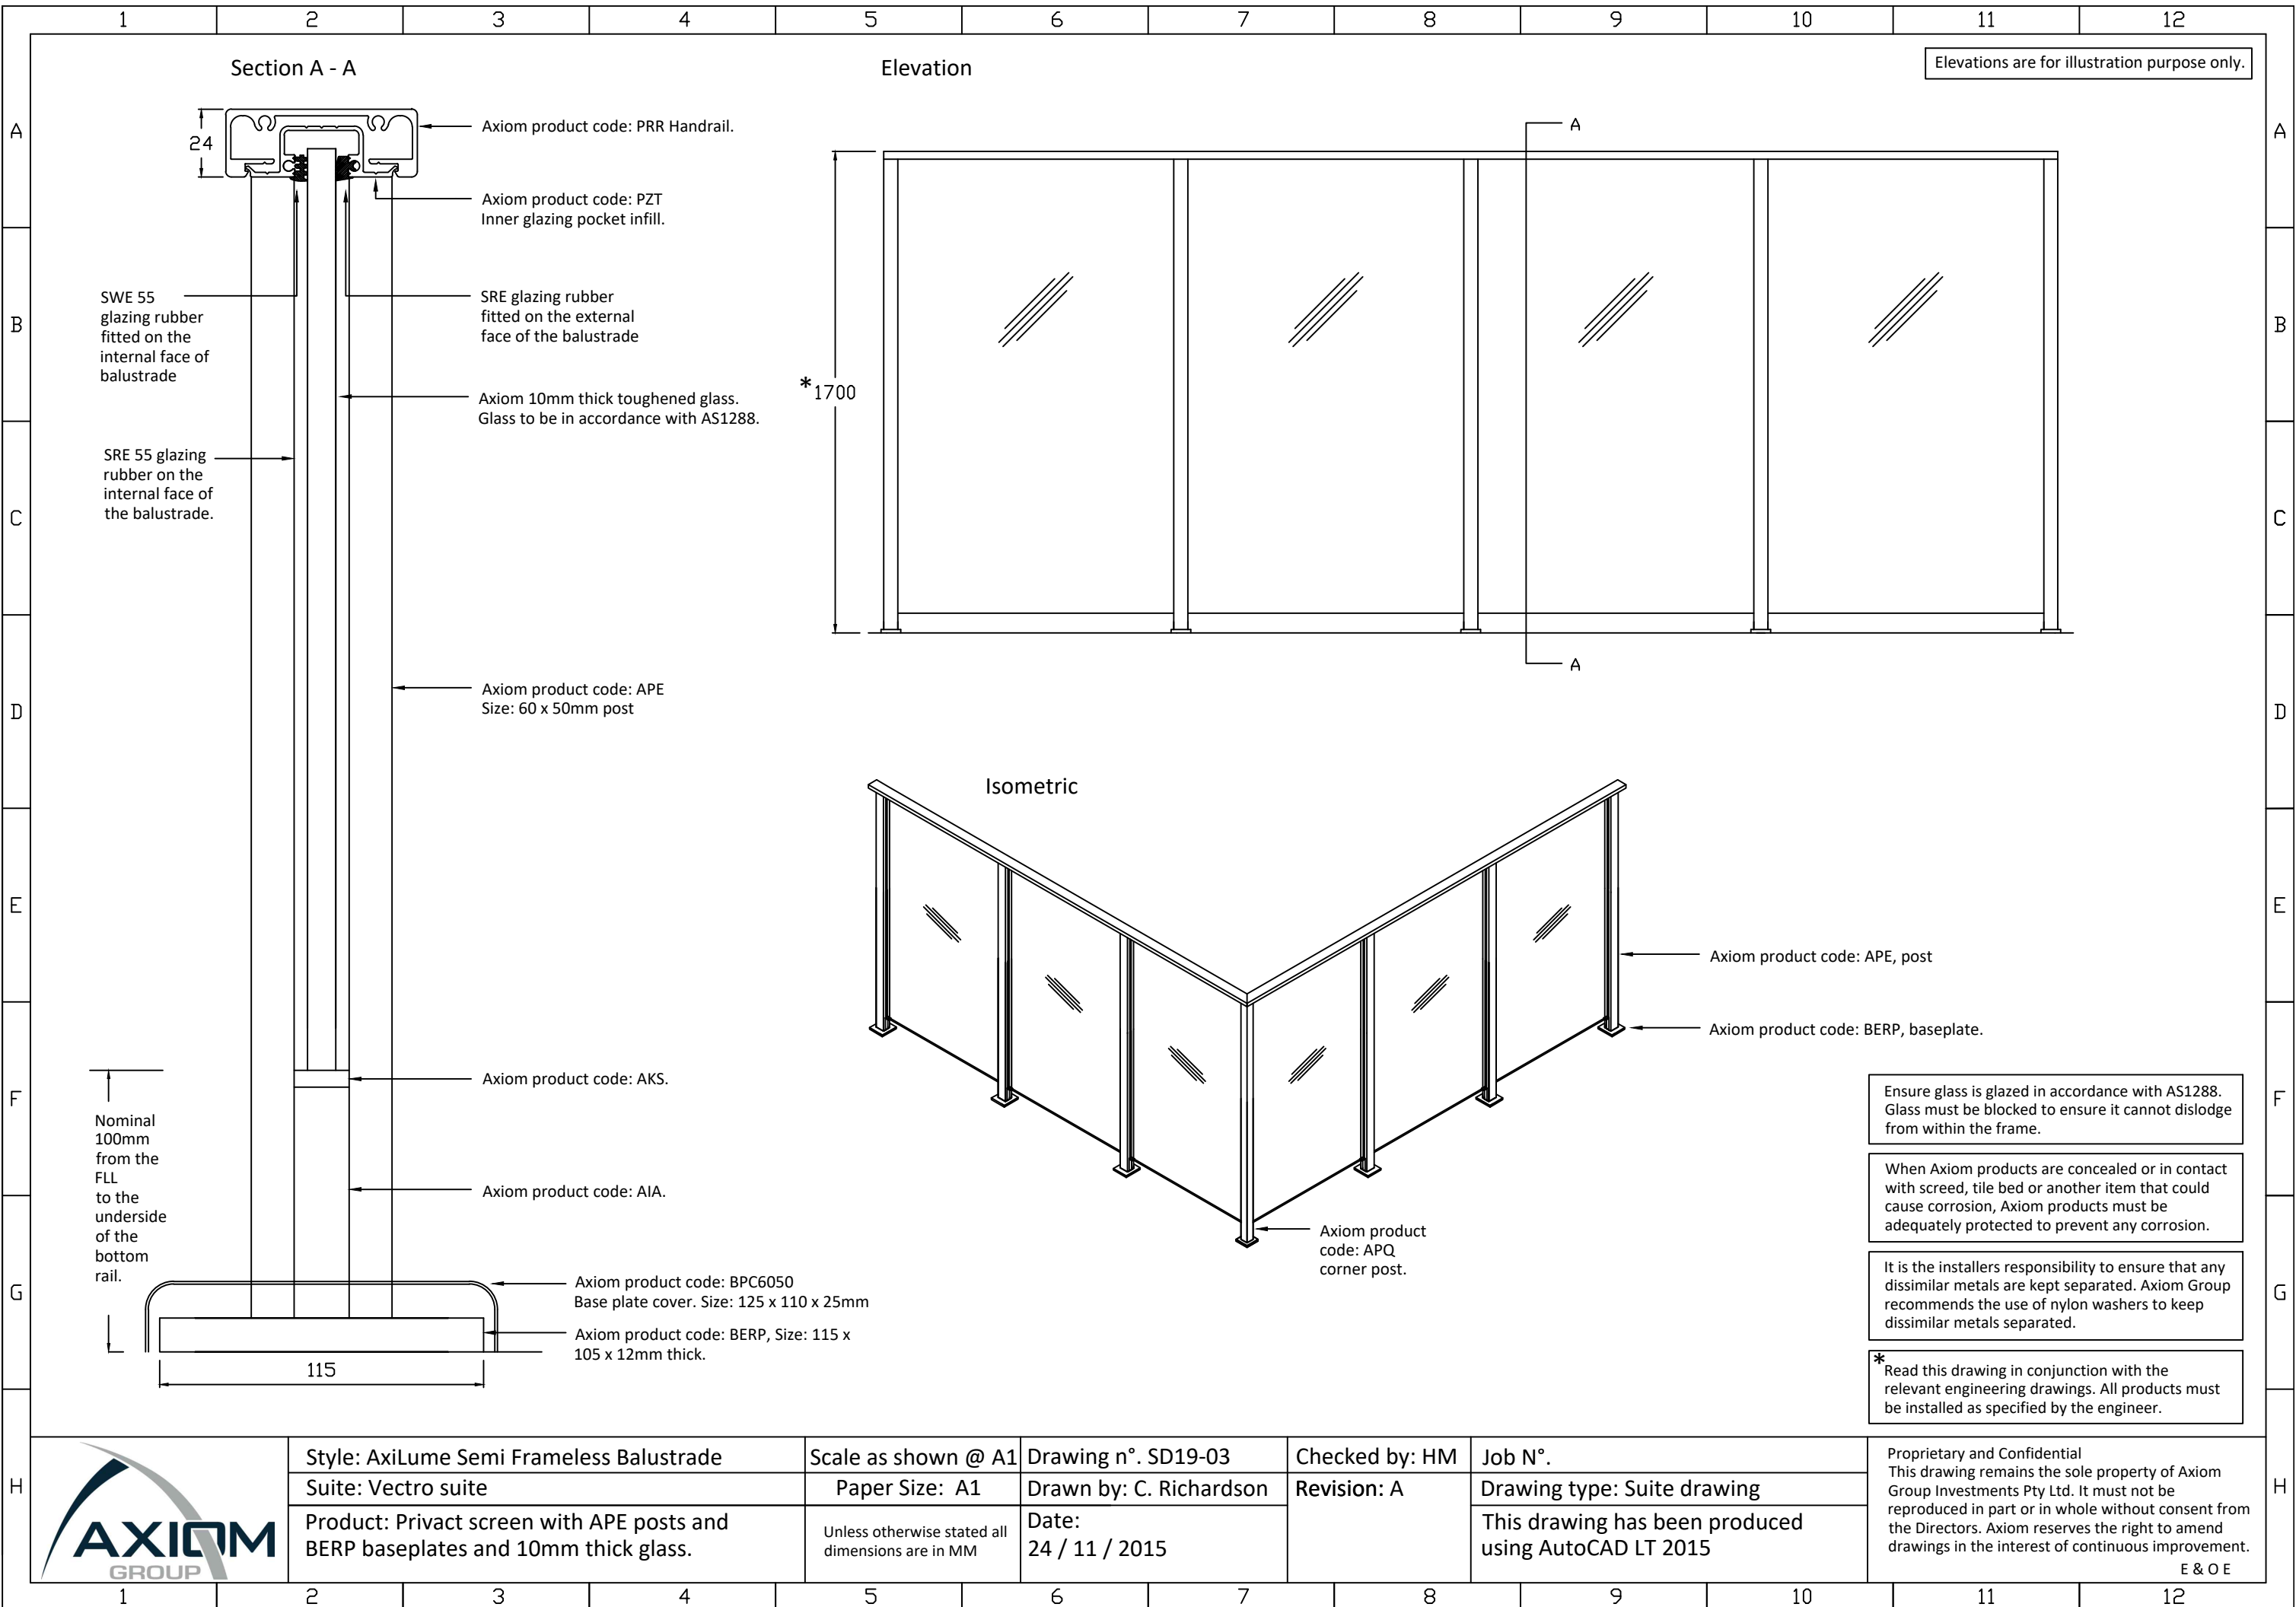 1 2 3 4 5 6 7 8 9 10 11 12
Section A - A
Elevation
Elevations are for illustration purpose only.
A
A
B
B
C
C
D
D
E
E
F
F
G
G
H
H
24
Axiom product code: PRR Handrail.
Axiom product code: PZT
Inner glazing pocket infill.
SWE 55
glazing rubber
fitted on the
internal face of
balustrade
SRE glazing rubber
fitted on the external
face of the balustrade
Axiom 10mm thick toughened glass.
Glass to be in accordance with AS1288.
SRE 55 glazing
rubber on the
internal face of
the balustrade.
Axiom product code: APE
Size: 60 x 50mm post
Axiom product code: AKS.
Nominal
100mm
from the
FLL
to the
underside
of the
bottom
rail.
Axiom product code: AIA.
Axiom product code: BPC6050
Base plate cover. Size: 125 x 110 x 25mm
Axiom product code: BERP, Size: 115 x
105 x 12mm thick.
115
A
*1700
A
Isometric
Axiom product code: APE, post
Axiom product code: BERP, baseplate.
Axiom product
code: APQ
corner post.
Ensure glass is glazed in accordance with AS1288.
Glass must be blocked to ensure it cannot dislodge
from within the frame.
When Axiom products are concealed or in contact
with screed, tile bed or another item that could
cause corrosion, Axiom products must be
adequately protected to prevent any corrosion.
It is the installers responsibility to ensure that any
dissimilar metals are kept separated. Axiom Group
recommends the use of nylon washers to keep
dissimilar metals separated.
*Read this drawing in conjunction with the
relevant engineering drawings. All products must
be installed as specified by the engineer.
AXIOM
GROUP
Style: AxiLume Semi Frameless Balustrade
Suite: Vectro suite
Product: Privact screen with APE posts and
BERP baseplates and 10mm thick glass.
Scale as shown @ A1
Paper Size: A1
Unless otherwise stated all
dimensions are in MM
Drawing n°. SD19-03
Drawn by: C. Richardson
Date:
24 / 11 / 2015
Checked by: HM
Revision: A
Job N°.
Drawing type: Suite drawing
This drawing has been produced
using AutoCAD LT 2015
Proprietary and Confidential
This drawing remains the sole property of Axiom
Group Investments Pty Ltd. It must not be
reproduced in part or in whole without consent from
the Directors. Axiom reserves the right to amend
drawings in the interest of continuous improvement.
E & O E
1 2 3 4 5 6 7 8 9 10 11 12